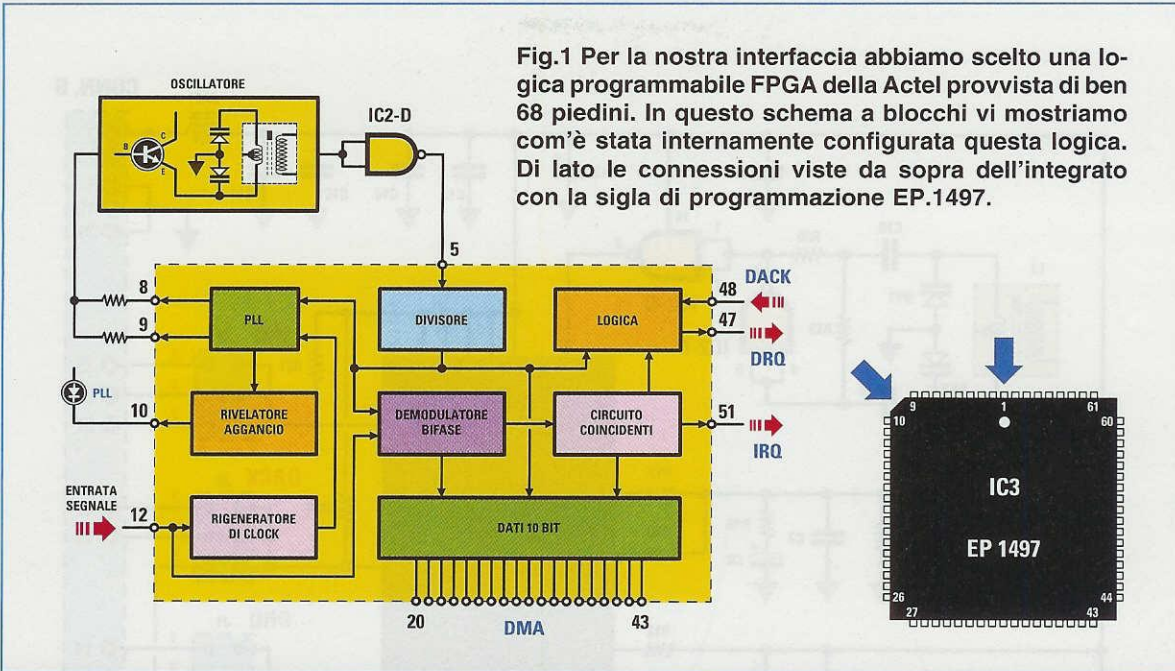 Fig.1 Per la nostra interfaccia abbiamo scelto una lo-
gica programmabile FPGA della Actel provvista di ben
68 piedini. In questo schema a blocchi vi mostriamo
com'è stata internamente configurata questa logica.
Di lato le connessioni viste da sopra dell'integrato
con la sigla di programmazione EP.1497.
OSCILLATORE
B
C
E
IC2-D
5
8
9
PLL
10
ENTRATA
SEGNALE
12
PLL
DIVISORE
LOGICA
RIVELATORE
AGGANCIO
DEMODULATORE
BIFASE
CIRCUITO
COINCIDENTI
RIGENERATORE
DI CLOCK
DATI 10 BIT
48
DACK
47
DRQ
51
IRQ
20
DMA
43
9
1
61
10
60
IC3
EP 1497
26
44
27
43